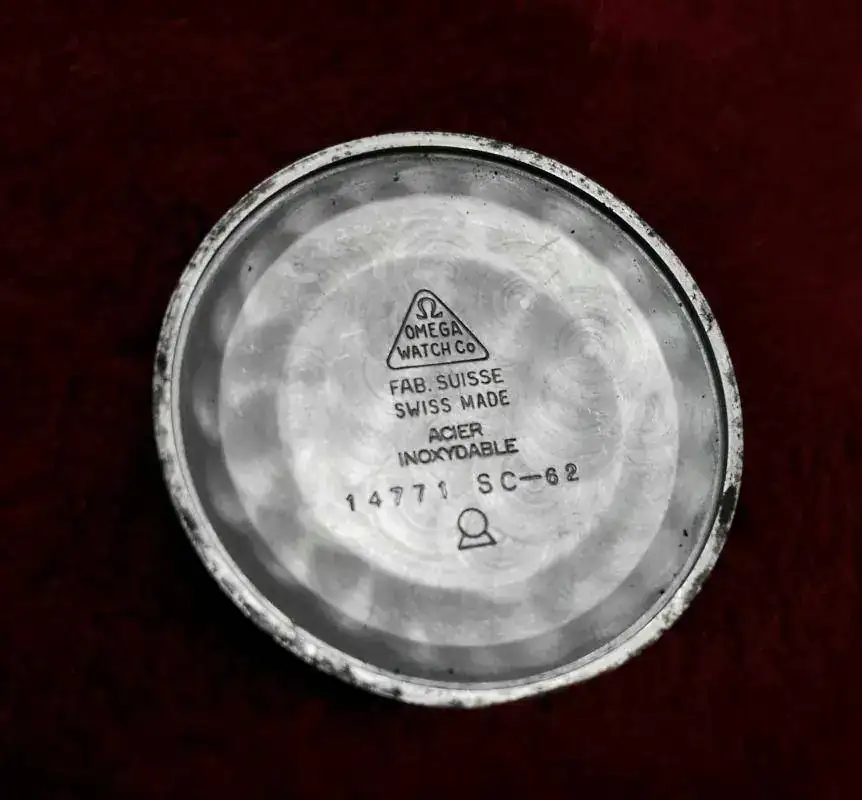 Ω
OMEGA
WATCH Co
FAB. SUISSE
SWISS MADE
ACIER
INOXYDABLE
14771 SC-62